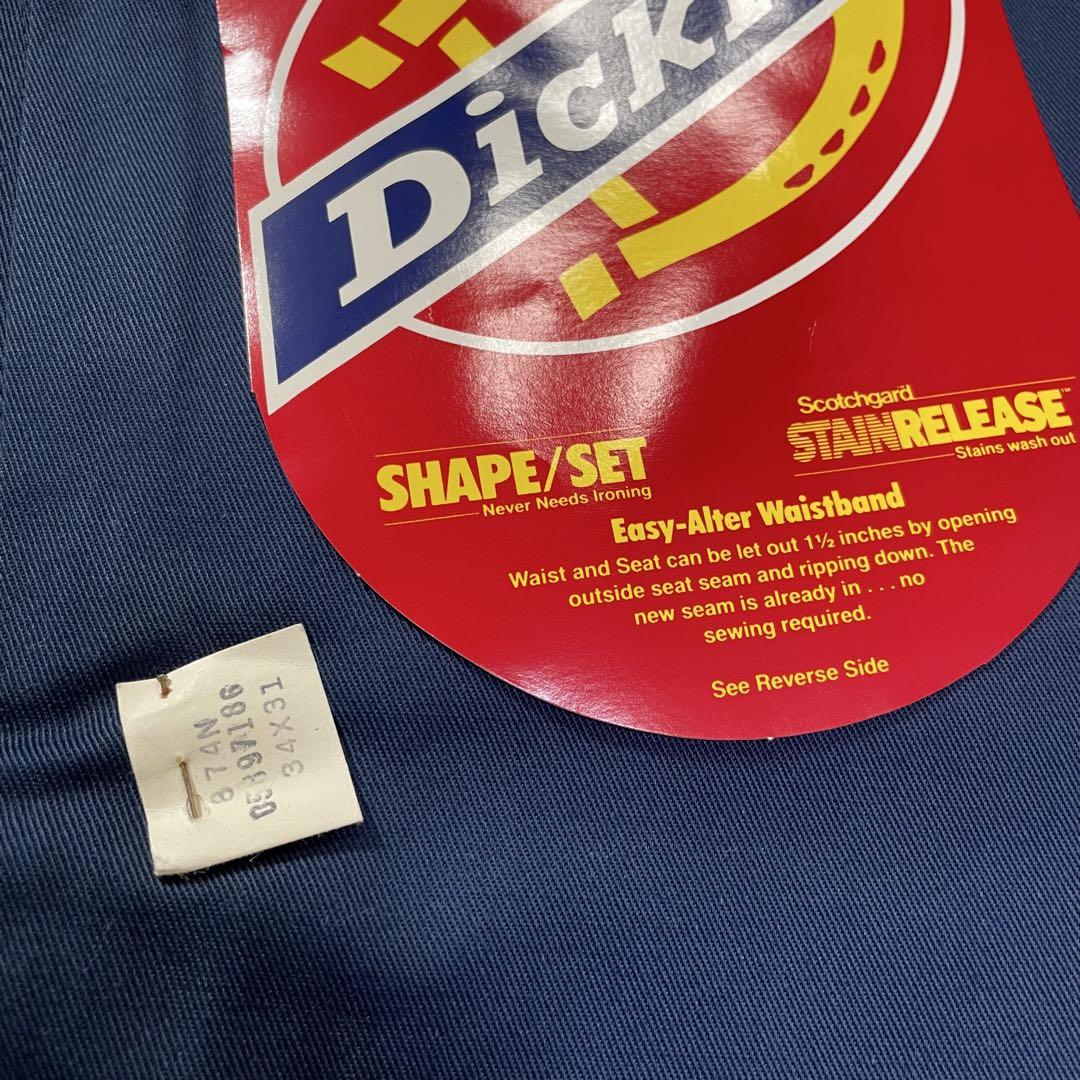 Dick
SHAPE/SET
Never Needs Ironing
Scotchgard™
STAINRELEASE™
Stains wash out
Easy-Alter Waistband
Waist and Seat can be let out 1½ inches by opening
outside seat seam and ripping down. The
new seam is already in . . . no
sewing required.
See Reverse Side
874N
34X31